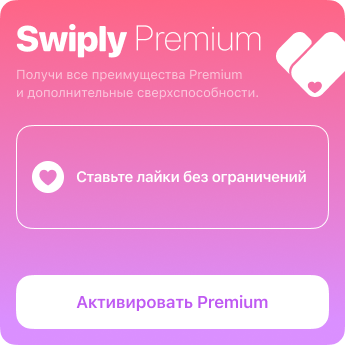 Swiply Premium
Получи все преимущества Premium
и дополнительные сверхспособности.
Ставьте лайки без ограничений
Активировать Premium